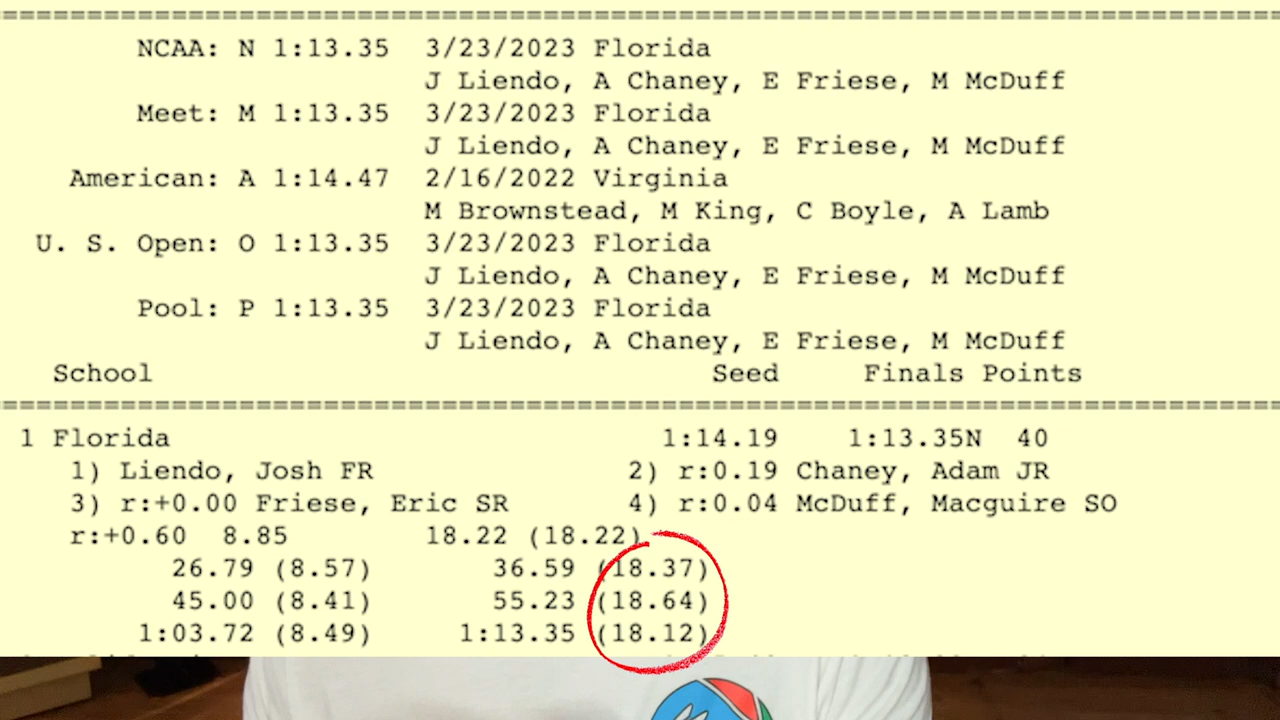 NCAA: N 1:13.35 3/23/2023 Florida
J Liendo, A Chaney, E Friese, M McDuff
Meet: M 1:13.35 3/23/2023 Florida
J Liendo, A Chaney, E Friese, M McDuff
American: A 1:14.47 2/16/2022 Virginia
M Brownstead, M King, C Boyle, A Lamb
U. S. Open: O 1:13.35 3/23/2023 Florida
J Liendo, A Chaney, E Friese, M McDuff
Pool: P 1:13.35 3/23/2023 Florida
J Liendo, A Chaney, E Friese, M McDuff
School Seed Finals Points
1 Florida 1:14.19 1:13.35N 40
1) Liendo, Josh FR 2) r:0.19 Chaney, Adam JR
3) r:+0.00 Friese, Eric SR 4) r:0.04 McDuff, Macguire SO
r:+0.60 8.85 18.22 (18.22)
26.79 (8.57) 36.59 (18.37)
45.00 (8.41) 55.23 (18.64)
1:03.72 (8.49) 1:13.35 (18.12)